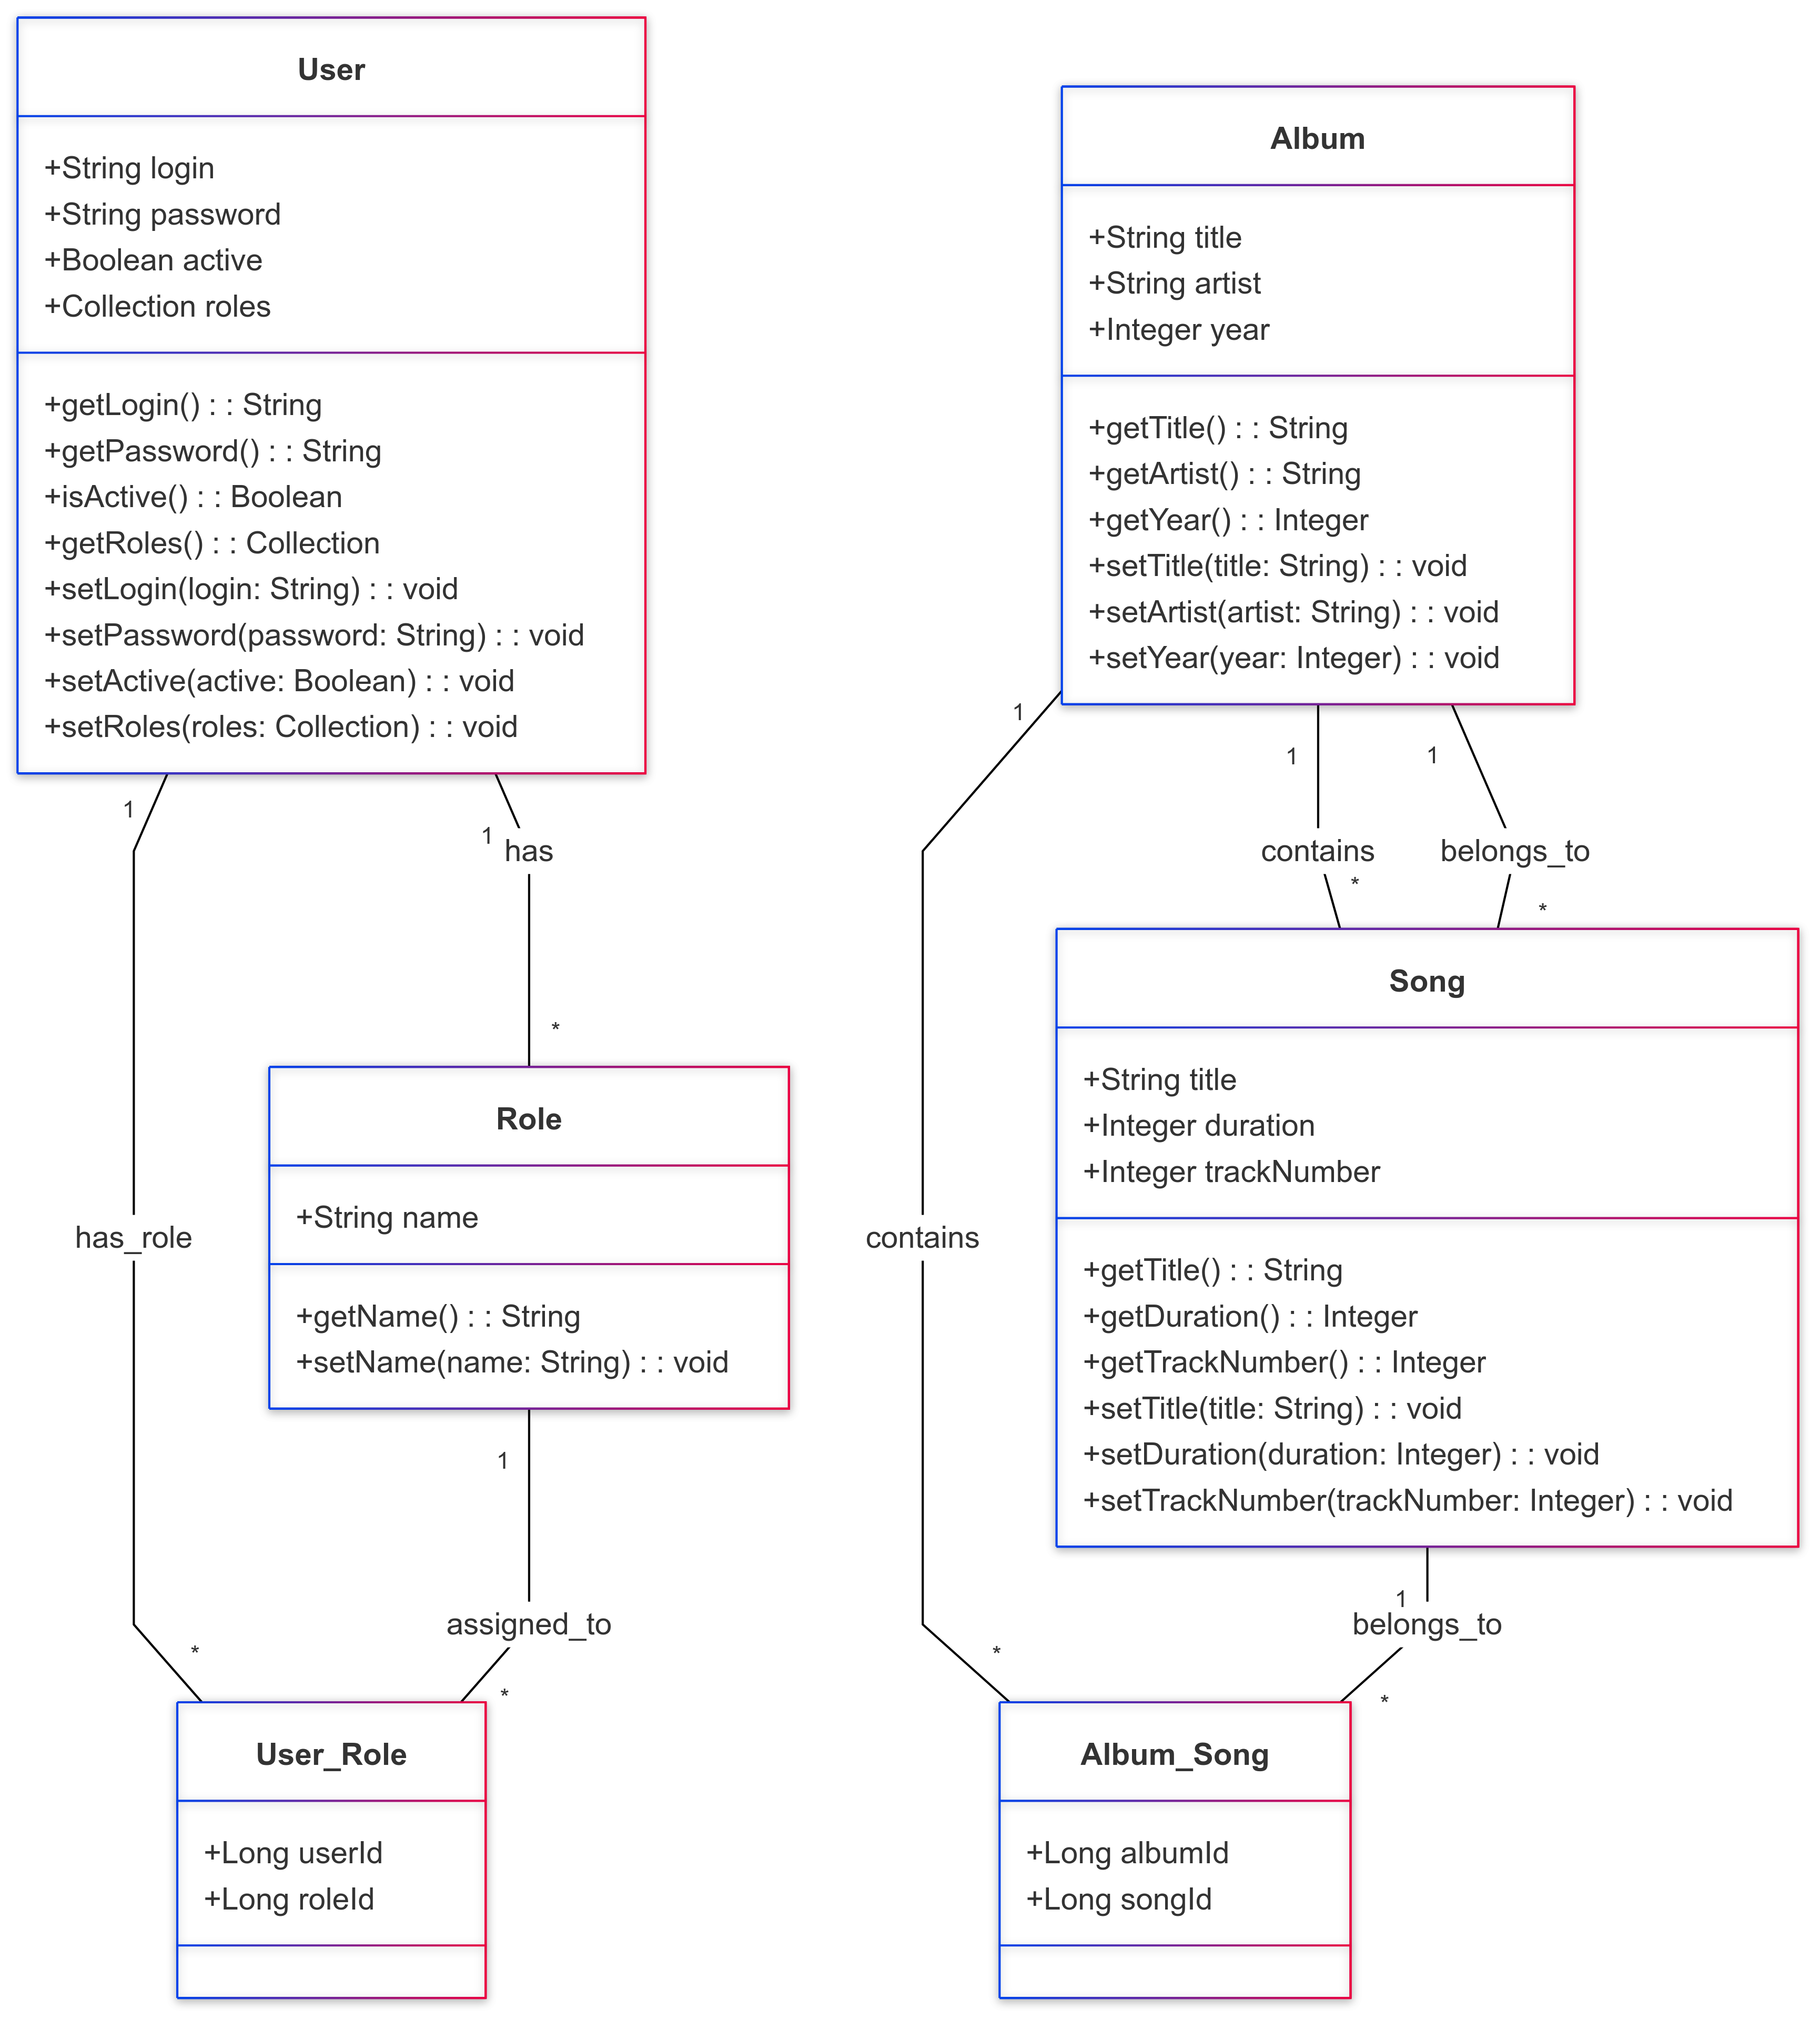 User
+String login
+String password
+Boolean active
+Collection roles
+getLogin() : : String
+getPassword() : : String
+isActive() : : Boolean
+getRoles() : : Collection
+setLogin(login: String) : : void
+setPassword(password: String) : : void
+setActive(active: Boolean) : : void
+setRoles(roles: Collection) : : void
Album
+String title
+String artist
+Integer year
+getTitle() : : String
+getArtist() : : String
+getYear() : : Integer
+setTitle(title: String) : : void
+setArtist(artist: String) : : void
+setYear(year: Integer) : : void
1
1
has
*
1
has_role
*
Role
+String name
+getName() : : String
+setName(name: String) : : void
1
assigned_to
*
User_Role
+Long userId
+Long roleId
1
contains
*
1
contains
*
1
belongs_to
*
Song
+String title
+Integer duration
+Integer trackNumber
+getTitle() : : String
+getDuration() : : Integer
+getTrackNumber() : : Integer
+setTitle(title: String) : : void
+setDuration(duration: Integer) : : void
+setTrackNumber(trackNumber: Integer) : : void
belongs_to
*
Album_Song
+Long albumId
+Long songId